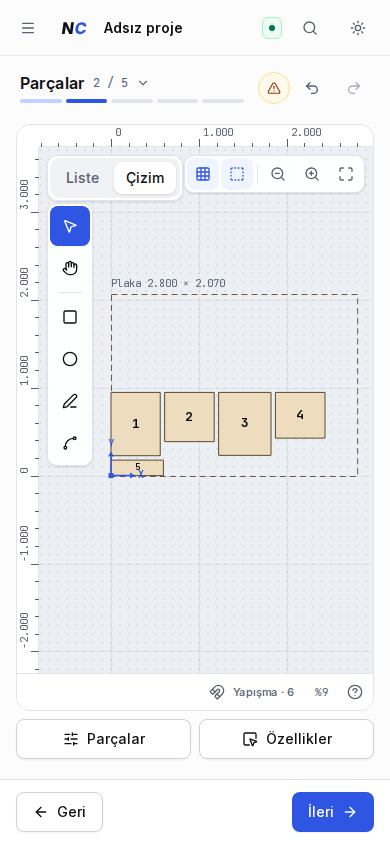 NC Adsız proje
Parçalar 2 / 5
0 1.000 2.000
Liste Çizim
3.000
2.000
1.000
0
-1.000
-2.000
Plaka 2.800 × 2.070
1 2 3 4
Y
5
X
Yapışma · 6 %9
Parçalar Özellikler
Geri İleri